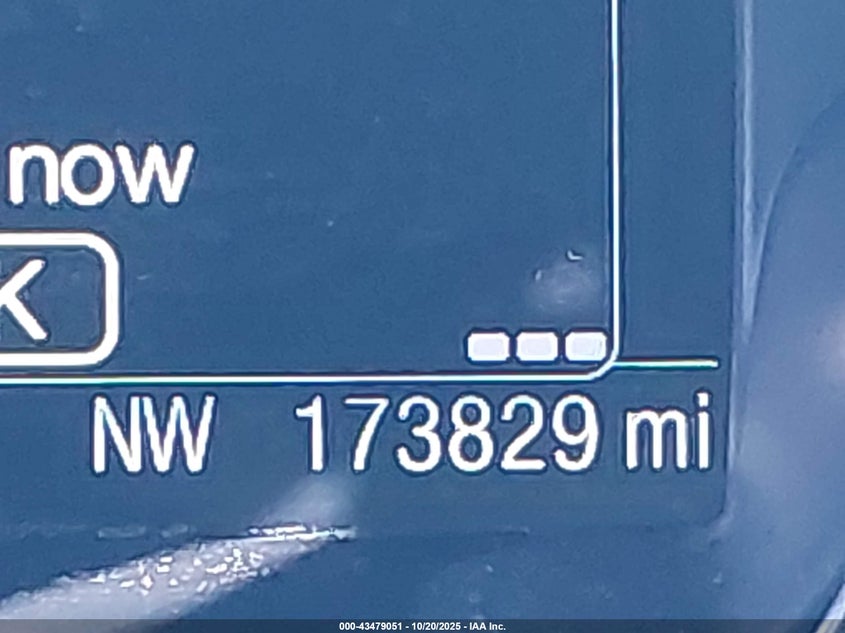 now
K
NW 173829 mi
000-43479051 - 10/20/2025 - IAA Inc.